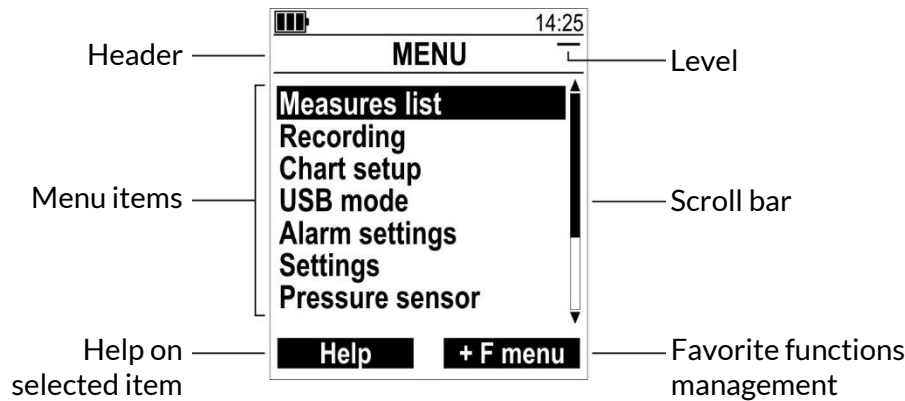 14:25
Header
MENU
Level
Measures list
Recording
Chart setup
Menu items
USB mode
Scroll bar
Alarm settings
Settings
Pressure sensor
Help on
selected item
Help
+ F menu
Favorite functions
management